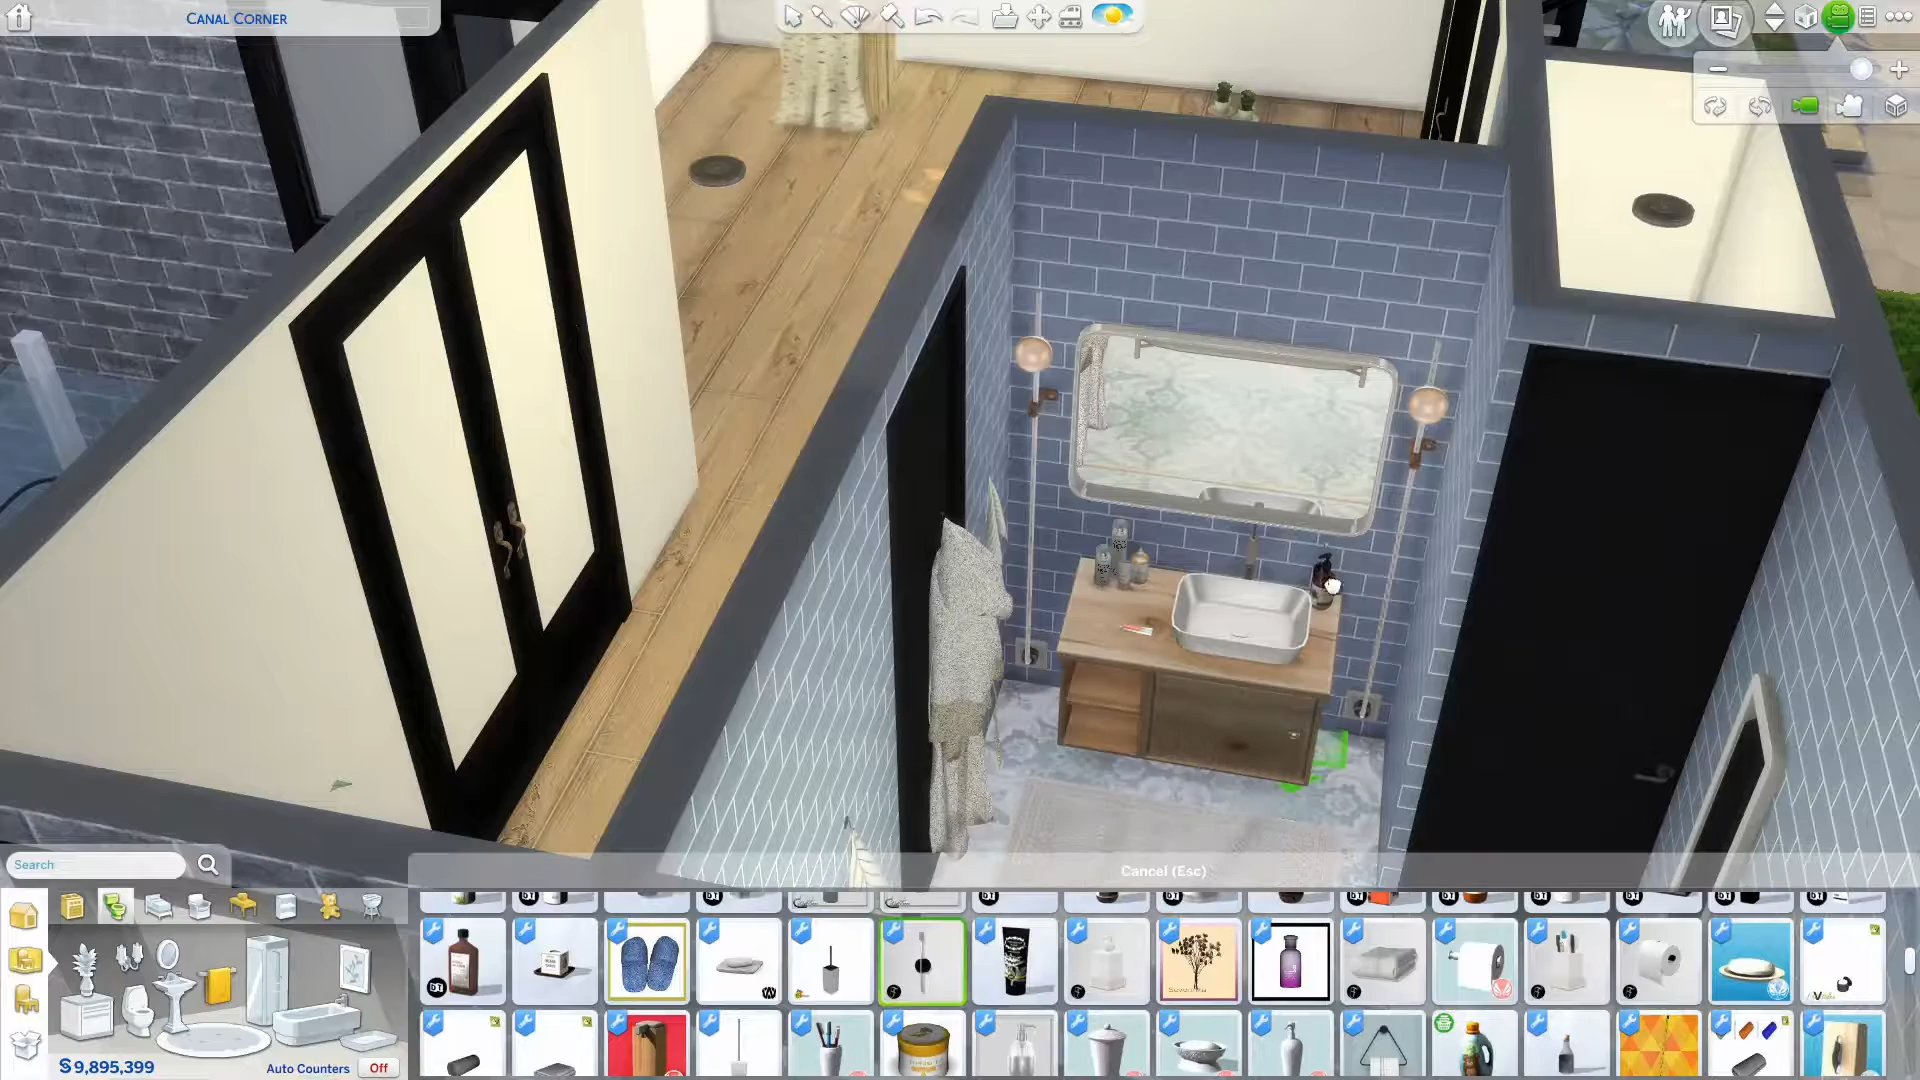 CANAL CORNER
Search
Cancel (Esc)
§9,895,399
Auto Counters
Off